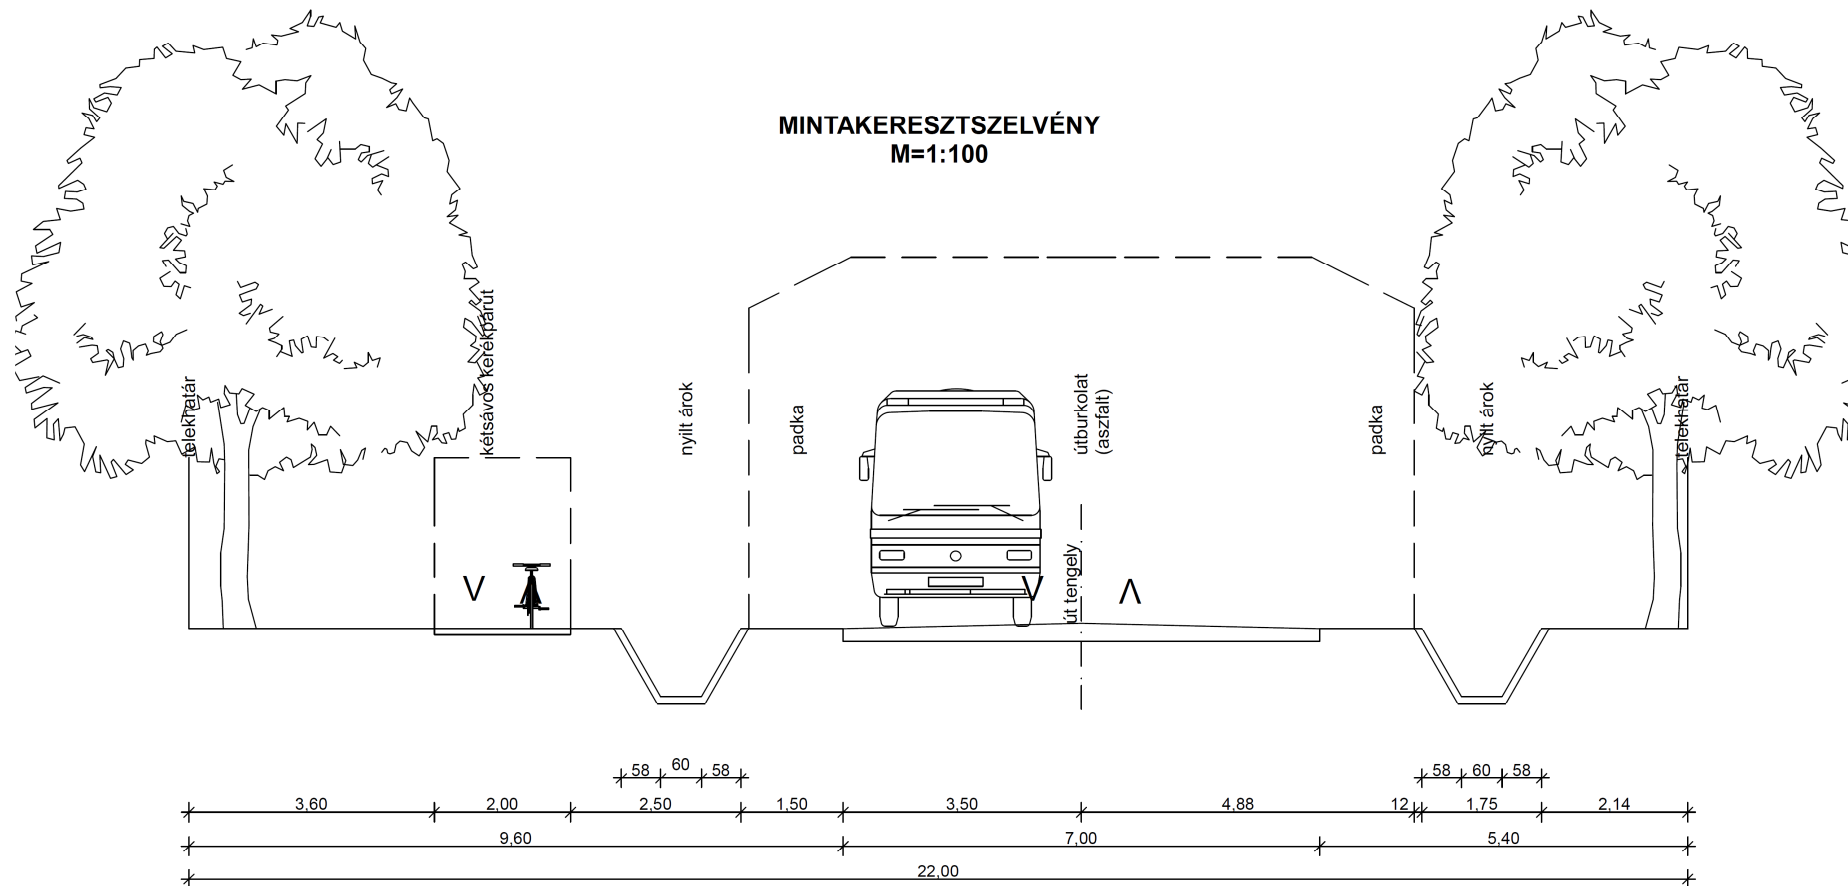 MINTAKERESZTSZELVÉNY
M=1:100
telekhatár
kétsávos kerékpárút
nyílt árok
padka
útburkolat
(aszfalt)
út tengely
padka
nyílt árok
telekhatár
V
V
58
60
58
58
60
58
3,60
2,00
2,50
1,50
3,50
4,88
12
1,75
2,14
9,60
7,00
5,40
22,00